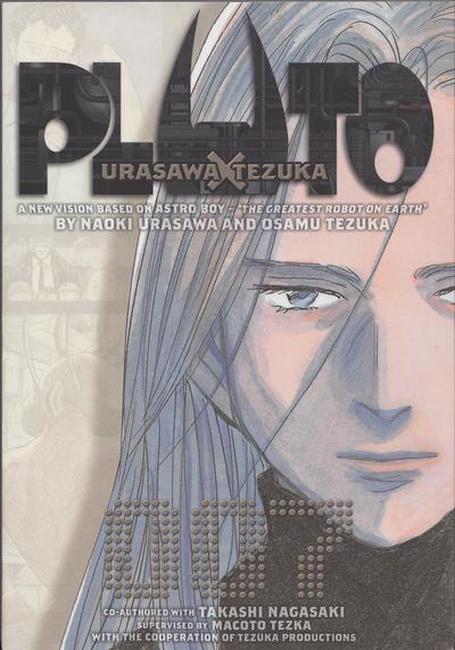 PLUTO
URASAWA X TEZUKA
A NEW VISION BASED ON ASTRO BOY - 'THE GREATEST ROBOT ON EARTH'
BY NAOKI URASAWA AND OSAMU TEZUKA
007
CO-AUTHORED WITH TAKASHI NAGASAKI
SUPERVISED BY MACOTO TEZKA
WITH THE COOPERATION OF TEZUKA PRODUCTIONS